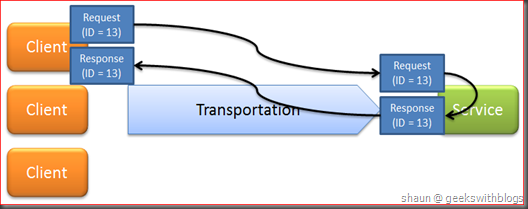 Request
(ID = 13)
Client
Response
(ID = 13)
Request
(ID = 13)
Client
Transportation
Response
(ID = 13)
Service
Client
shaun @ geekswithblogs